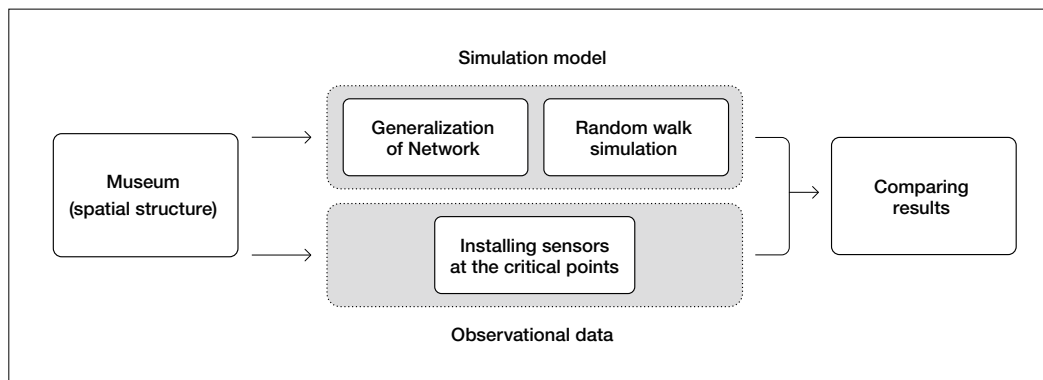 Simulation model
Museum
(spatial structure)
Generalization
of Network
Random walk
simulation
Installing sensors
at the critical points
Observational data
Comparing
results